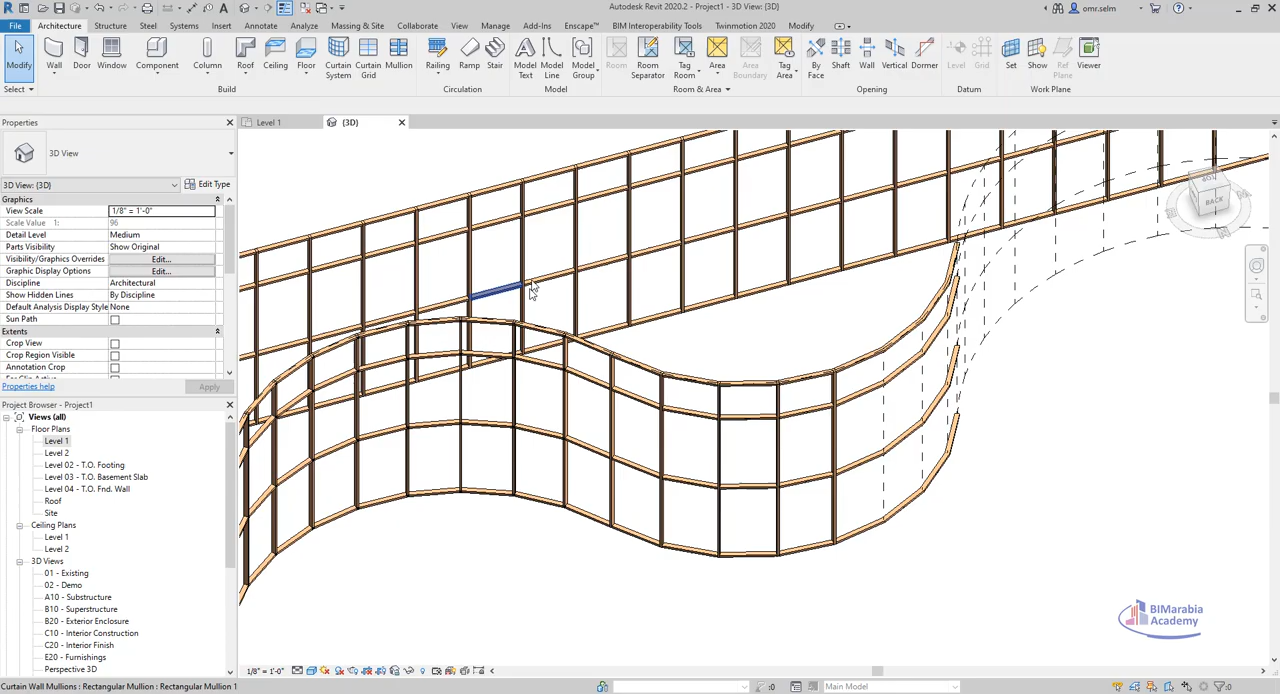 Autodesk Revit 2020.2 - Project1 - 3D View: {3D}
omr.selm
File Architecture Structure Steel Systems Insert Annotate Analyze Massing & Site Collaborate View Manage Add-Ins Enscape™ BIM Interoperability Tools Twinmotion 2020 Modify
Modify Wall Door Window Component Column Roof Ceiling Floor Curtain System Curtain Grid Mullion Railing Ramp Stair Model Text Model Line Model Group Room Room Separator Tag Room Area Area Boundary Tag Area By Face Shaft Wall Vertical Dormer Level Grid Set Show Ref Plane Viewer
Select Build Circulation Model Room & Area Opening Datum Work Plane
Properties
Level 1
{3D}
3D View
3D View: {3D}
Edit Type
Graphics
View Scale 1/8" = 1'-0"
Scale Value 1: 96
Detail Level Medium
Parts Visibility Show Original
Visibility/Graphics Overrides Edit...
Graphic Display Options Edit...
Discipline Architectural
Show Hidden Lines By Discipline
Default Analysis Display Style None
Sun Path
Extents
Crop View
Crop Region Visible
Annotation Crop
Properties help
Apply
Project Browser - Project1
Views (all)
Floor Plans
Level 1
Level 2
Level 02 - T.O. Footing
Level 03 - T.O. Basement Slab
Level 04 - T.O. Fnd. Wall
Roof
Site
Ceiling Plans
Level 1
Level 2
3D Views
01 - Existing
02 - Demo
A10 - Substructure
B10 - Superstructure
B20 - Exterior Enclosure
C10 - Interior Construction
C20 - Interior Finish
E20 - Furnishings
Perspective 3D
BACK
BIMarabia
Academy
1/8" = 1'-0"
Curtain Wall Mullions : Rectangular Mullion : Rectangular Mullion 1
:0
Main Model
:0